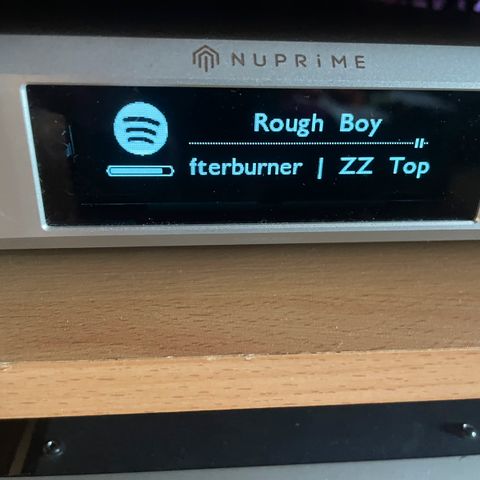 NUPRiME
Rough Boy
fterburner | ZZ Top